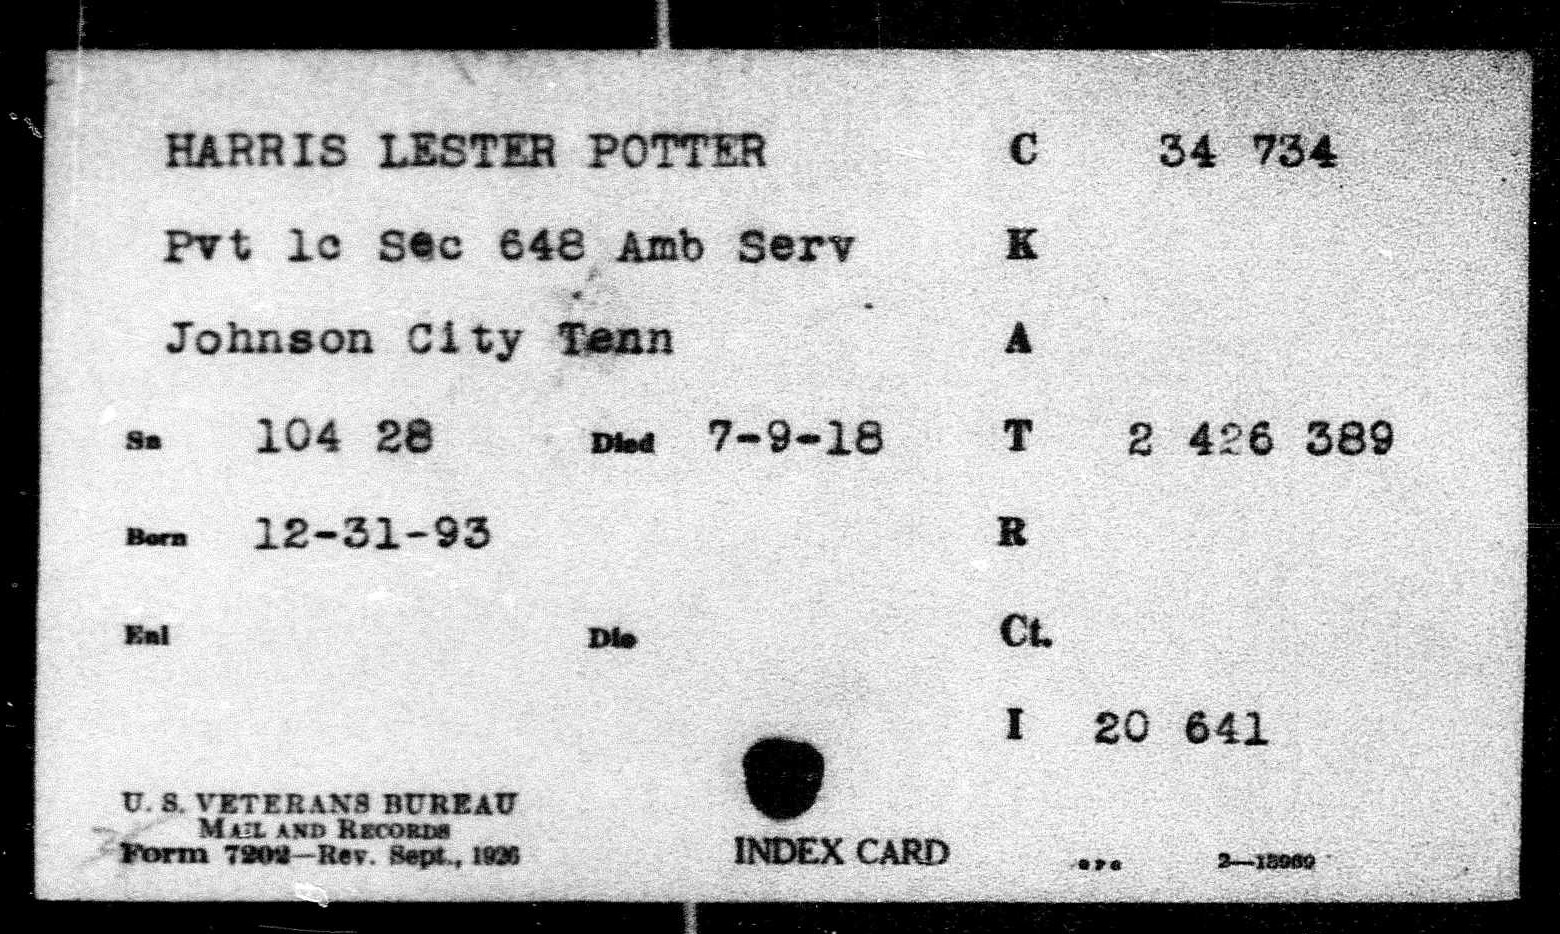 HARRIS LESTER POTTER C 34 734
Pvt 1c Sec 648 Amb Serv K
Johnson City Tenn A
Sn 104 28 Died 7-9-18 T 2 426 389
Born 12-31-93 R
Enl Dis Ct.
I 20 641
U. S. VETERANS BUREAU
MAIL AND RECORDS
Form 7202—Rev. Sept., 1926 INDEX CARD